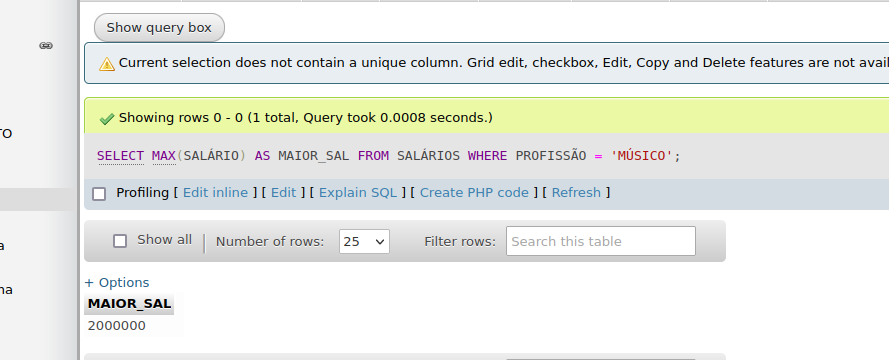 Show query box
Current selection does not contain a unique column. Grid edit, checkbox, Edit, Copy and Delete features are not avai
TO
Showing rows 0 - 0 (1 total, Query took 0.0008 seconds.)
SELECT MAX(SALÁRIO) AS MAIOR_SAL FROM SALÁRIOS WHERE PROFISSÃO = 'MÚSICO';
Profiling [ Edit inline ] [ Edit ] [ Explain SQL ] [ Create PHP code ] [ Refresh ]
Show all | Number of rows: 25 Filter rows: Search this table
a
+ Options
na
MAIOR_SAL
2000000